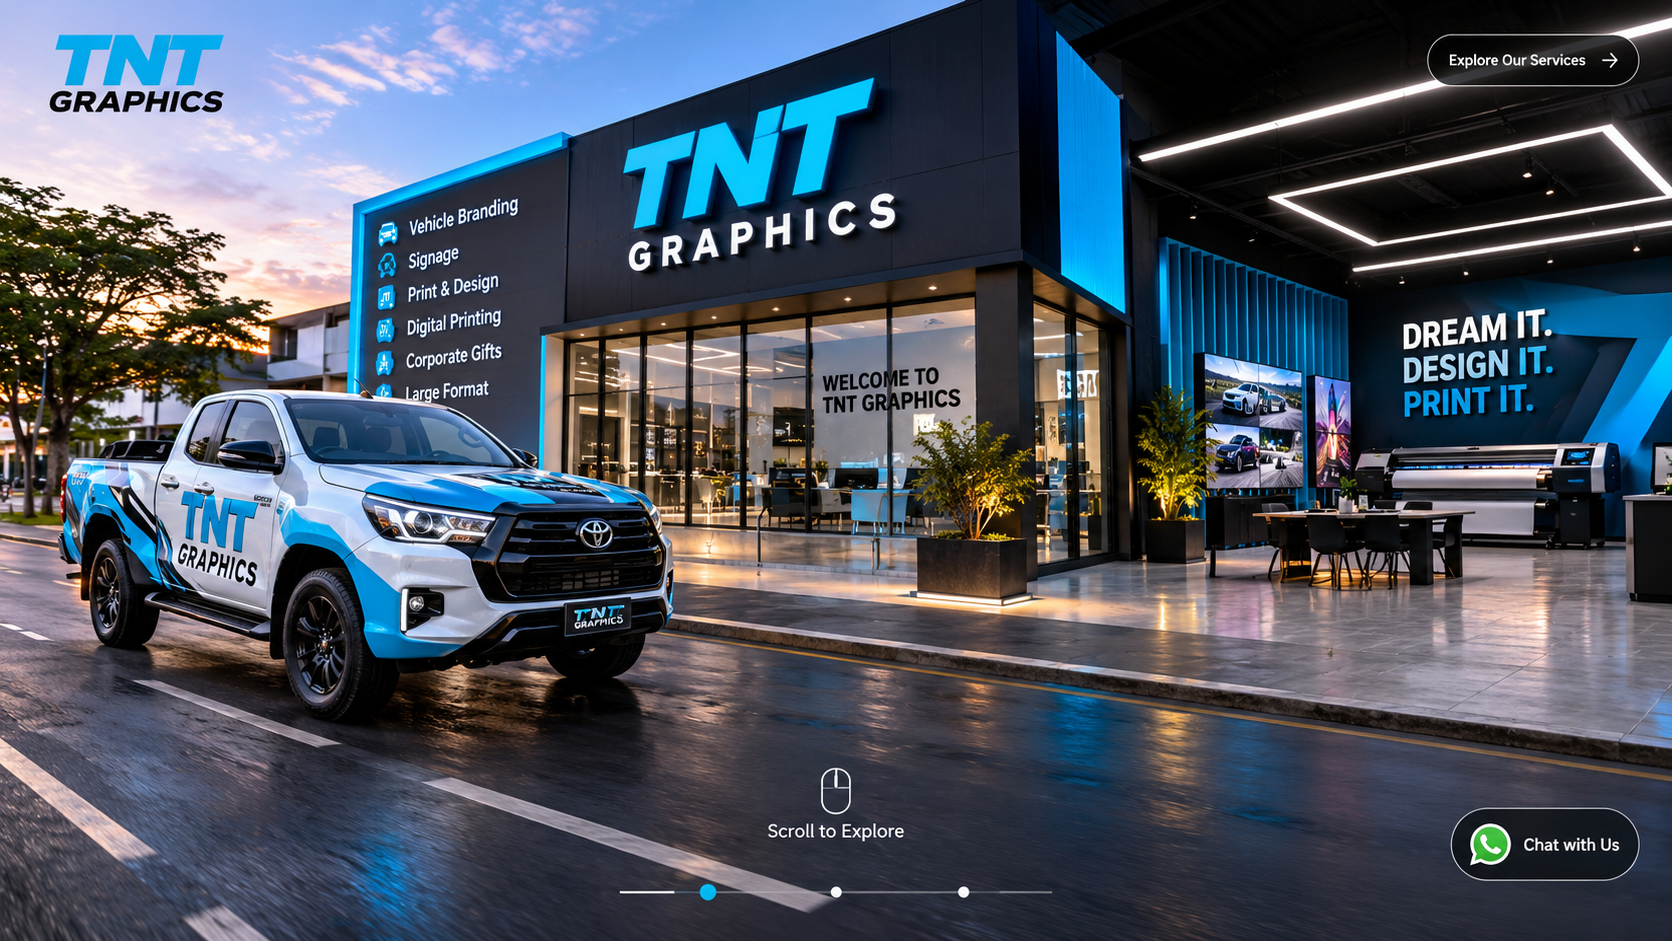 TNT
GRAPHICS
Explore Our Services
TNT
GRAPHICS
Vehicle Branding
Signage
Print & Design
Digital Printing
Corporate Gifts
Large Format
WELCOME TO
TNT GRAPHICS
DREAM IT.
DESIGN IT.
PRINT IT.
TNT
GRAPHICS
TNT
GRAPHICS
Scroll to Explore
Chat with Us